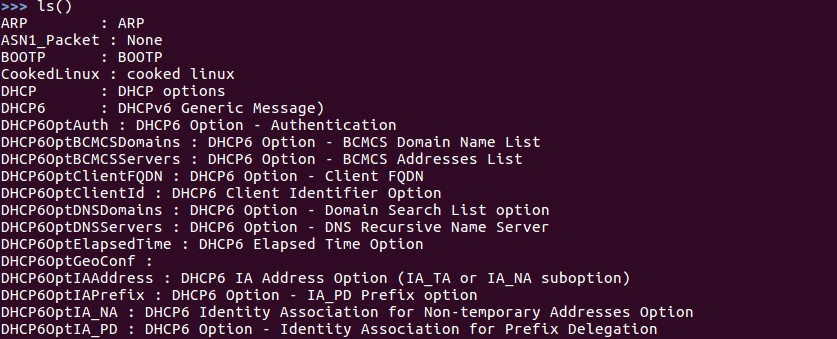 >>> ls()
ARP        : ARP
ASN1_Packet : None
BOOTP      : BOOTP
CookedLinux : cooked linux
DHCP       : DHCP options
DHCP6      : DHCPv6 Generic Message)
DHCP6OptAuth : DHCP6 Option - Authentication
DHCP6OptBCMCSDomains : DHCP6 Option - BCMCS Domain Name List
DHCP6OptBCMCSServers : DHCP6 Option - BCMCS Addresses List
DHCP6OptClientFQDN : DHCP6 Option - Client FQDN
DHCP6OptClientId : DHCP6 Client Identifier Option
DHCP6OptDNSDomains : DHCP6 Option - Domain Search List option
DHCP6OptDNSServers : DHCP6 Option - DNS Recursive Name Server
DHCP6OptElapsedTime : DHCP6 Elapsed Time Option
DHCP6OptGeoConf :
DHCP6OptIAAddress : DHCP6 IA Address Option (IA_TA or IA_NA suboption)
DHCP6OptIAPrefix : DHCP6 Option - IA_PD Prefix option
DHCP6OptIA_NA : DHCP6 Identity Association for Non-temporary Addresses Option
DHCP6OptIA_PD : DHCP6 Option - Identity Association for Prefix Delegation